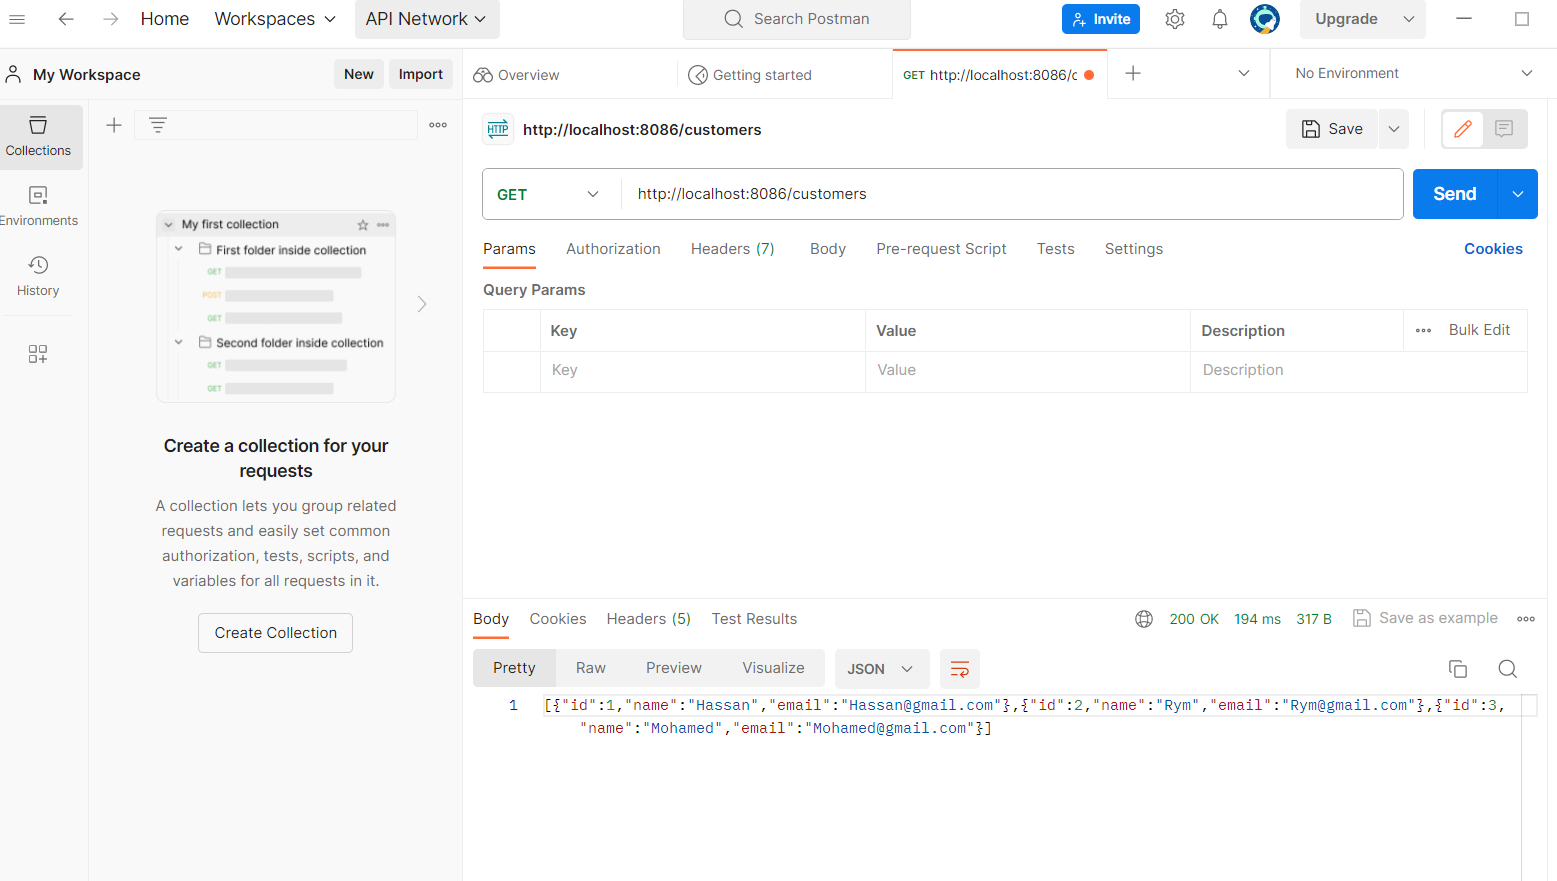 Home Workspaces API Network Search Postman Invite Upgrade
My Workspace New Import Overview Getting started GET http://localhost:8086/c No Environment
Collections
Environments
History
My first collection
First folder inside collection
GET
POST
GET
Second folder inside collection
GET
GET
Create a collection for your
requests
A collection lets you group related
requests and easily set common
authorization, tests, scripts, and
variables for all requests in it.
Create Collection
HTTP http://localhost:8086/customers Save
GET http://localhost:8086/customers Send
Params Authorization Headers (7) Body Pre-request Script Tests Settings Cookies
Query Params
Key Value Description Bulk Edit
Key Value Description
Body Cookies Headers (5) Test Results 200 OK 194 ms 317 B Save as example
Pretty Raw Preview Visualize JSON
1 [{"id":1,"name":"Hassan","email":"Hassan@gmail.com"},{"id":2,"name":"Rym","email":"Rym@gmail.com"},{"id":3,
"name":"Mohamed","email":"Mohamed@gmail.com"}]